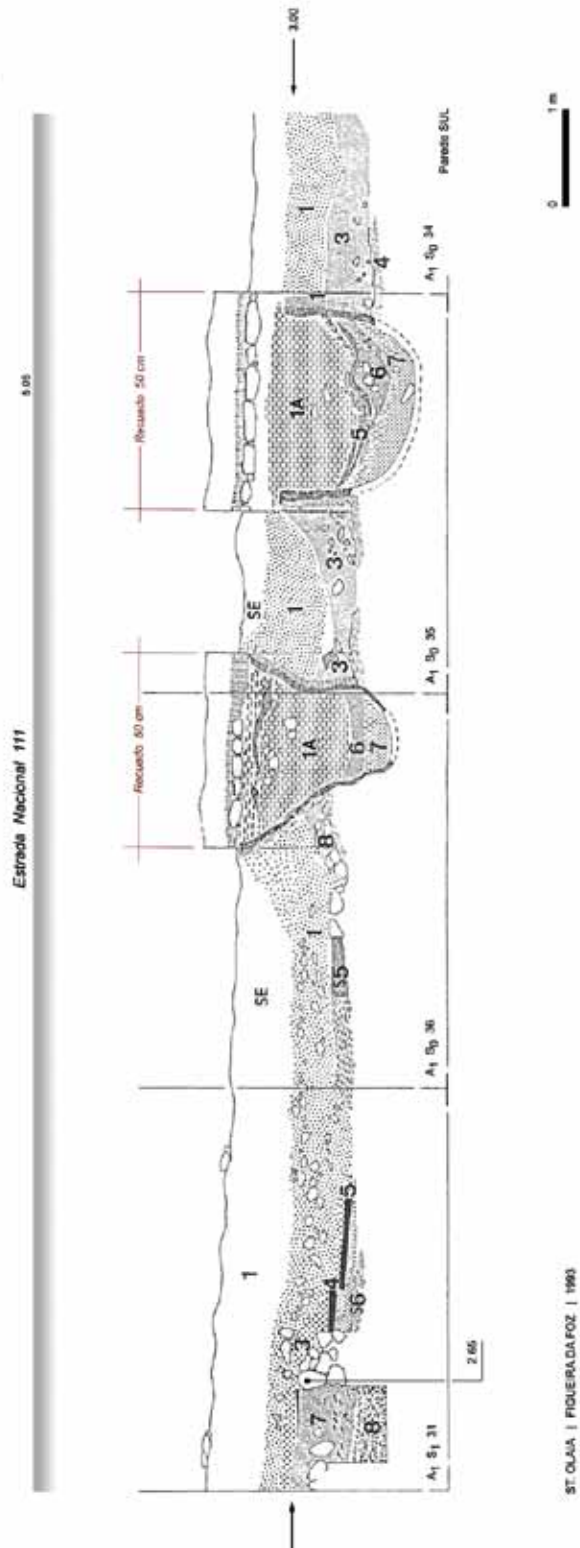 Estrada Nacional 111
5.05
Recuado 50 cm
Recuado 50 cm
3.00
SE
SE
1
1
1
1
1
1A
1A
3
3
3
3
4
4
5
5
S5
S6
6
6
7
7
7
8
8
2.65
A1 S1 31
A1 S0 36
A1 S0 35
A1 S0 34
Parede SUL
0 1 m
ST. OLAIA | FIGUEIRA DA FOZ | 1993